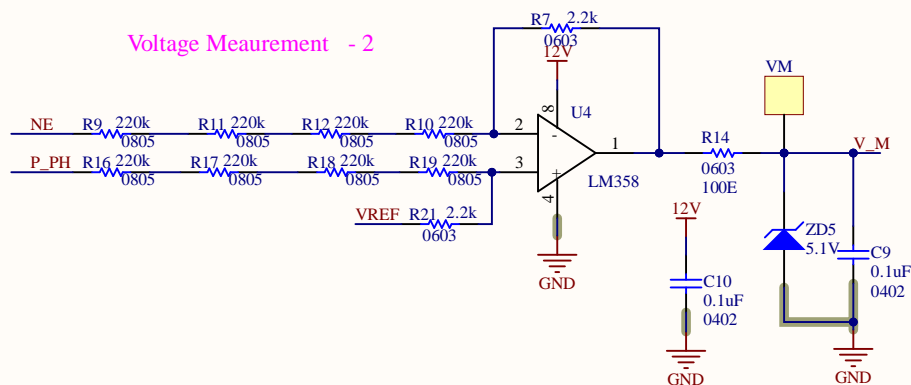 Voltage Meaurement - 2
R7 2.2k
0603
12V
8
U4
NE R9 220k 0805 R11 220k 0805 R12 220k 0805 R10 220k 0805 2
-
1
P_PH R16 220k 0805 R17 220k 0805 R18 220k 0805 R19 220k 0805 3
+
LM358
4
VREF R21 2.2k
0603
GND
VM
R14
0603
100E
V_M
12V
C10
0.1uF
0402
GND
ZD5
5.1V
C9
0.1uF
0402
GND